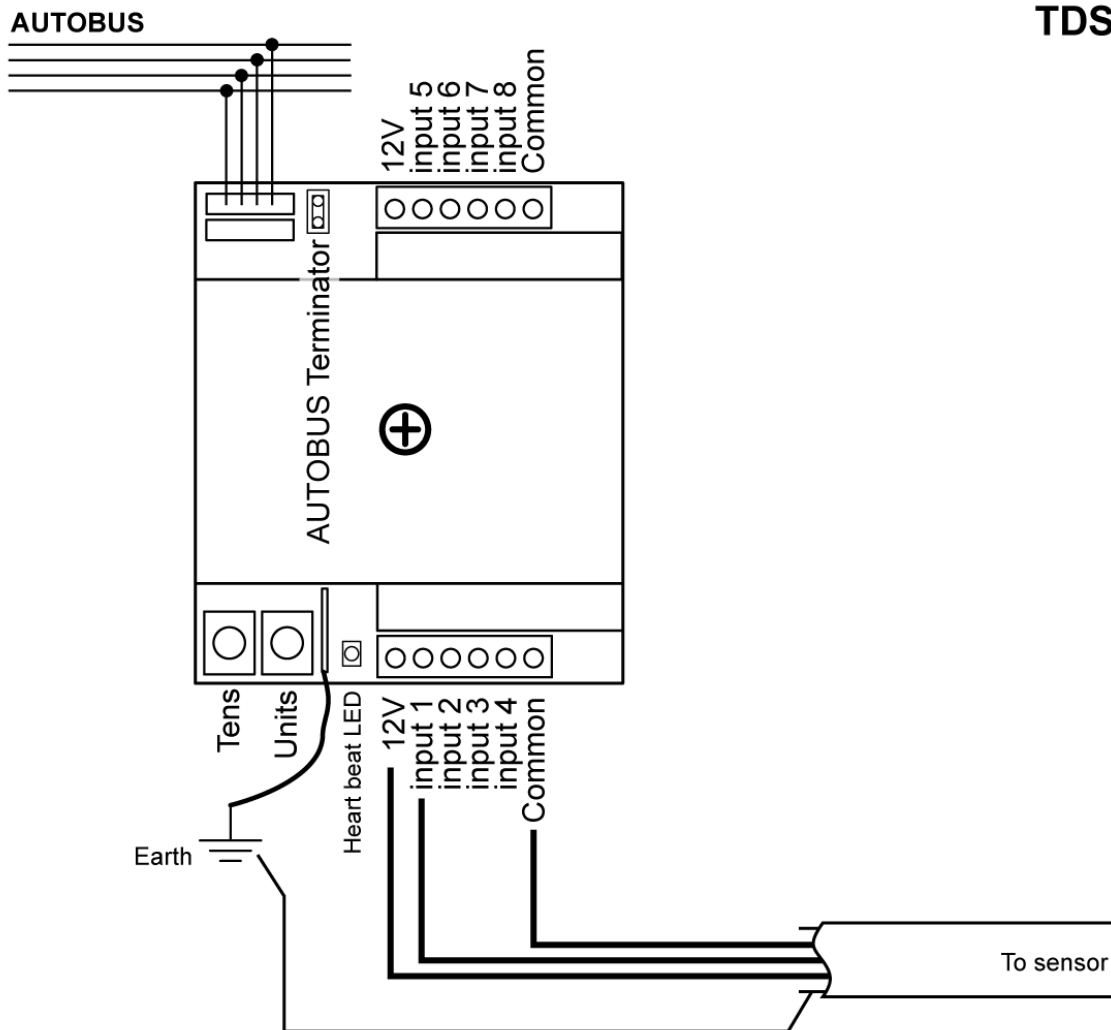 AUTOBUS
TDS
12V
input 5
input 6
input 7
input 8
Common
AUTOBUS Terminator
Tens
Units
Heart beat LED
12V
input 1
input 2
input 3
input 4
Common
Earth
To sensor